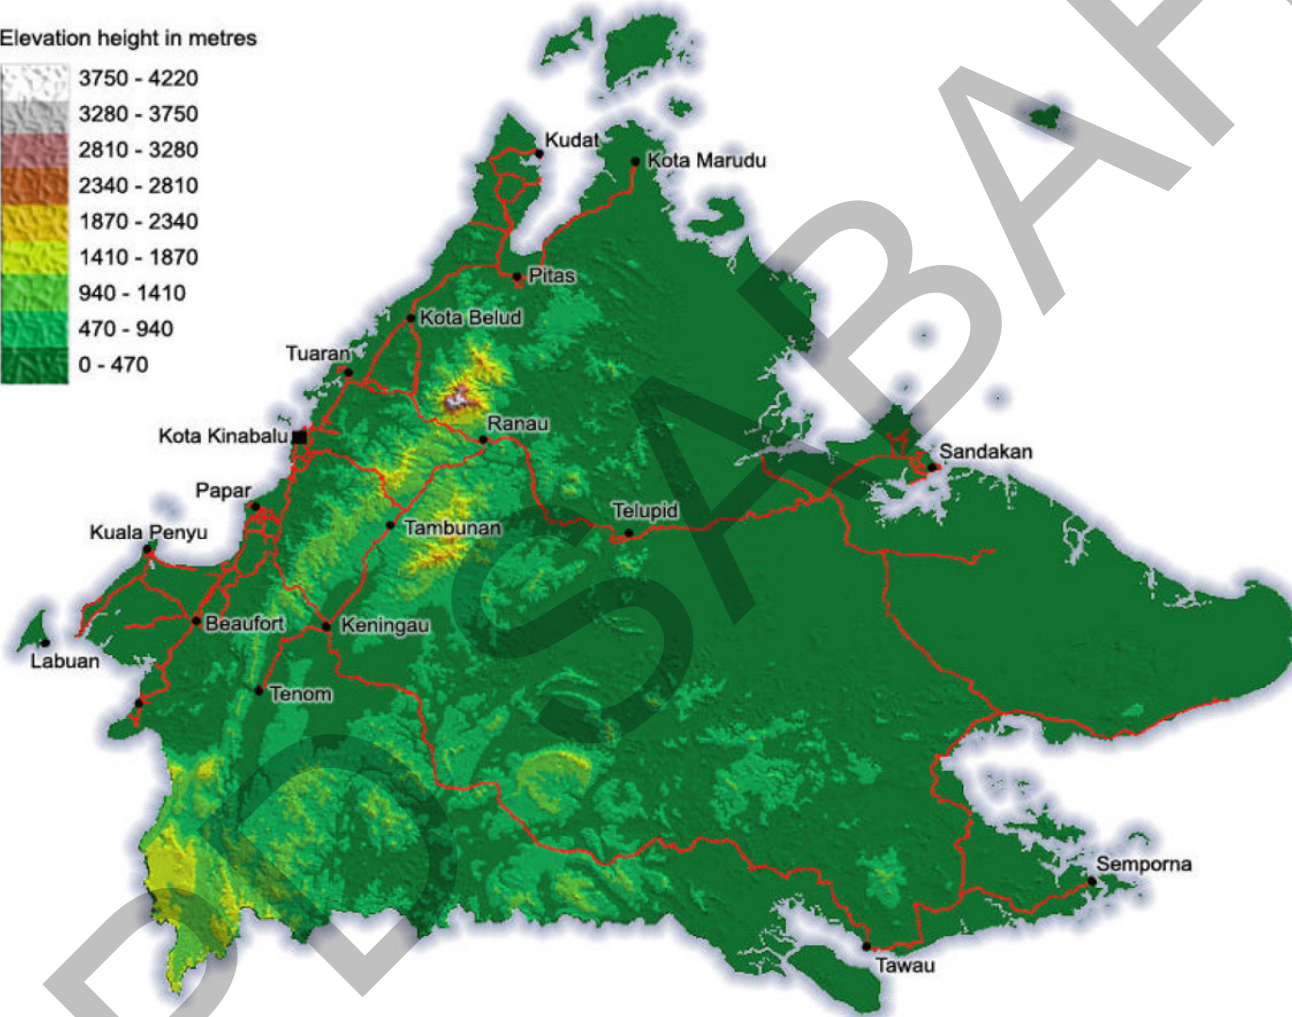 Elevation height in metres
3750 - 4220
3280 - 3750
2810 - 3280
2340 - 2810
1870 - 2340
1410 - 1870
940 - 1410
470 - 940
0 - 470
Kudat
Kota Marudu
Pitas
Kota Belud
Tuaran
Ranau
Kota Kinabalu
Sandakan
Papar
Telupid
Kuala Penyu
Tambunan
Beaufort
Keningau
Labuan
Tenom
Semporna
Tawau
PD SABAH